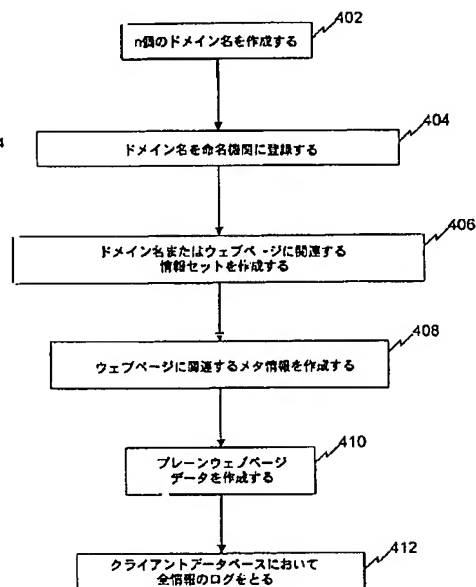 402
n個のドメイン名を作成する
404
4
ドメイン名を命名機関に登録する
406
ドメイン名またはウェブページに関連する
情報セットを作成する
408
ウェブページに関連するメタ情報を作成する
410
プレーンウェブページ
データを作成する
412
クライアントデータベースにおいて
全情報のログをとる